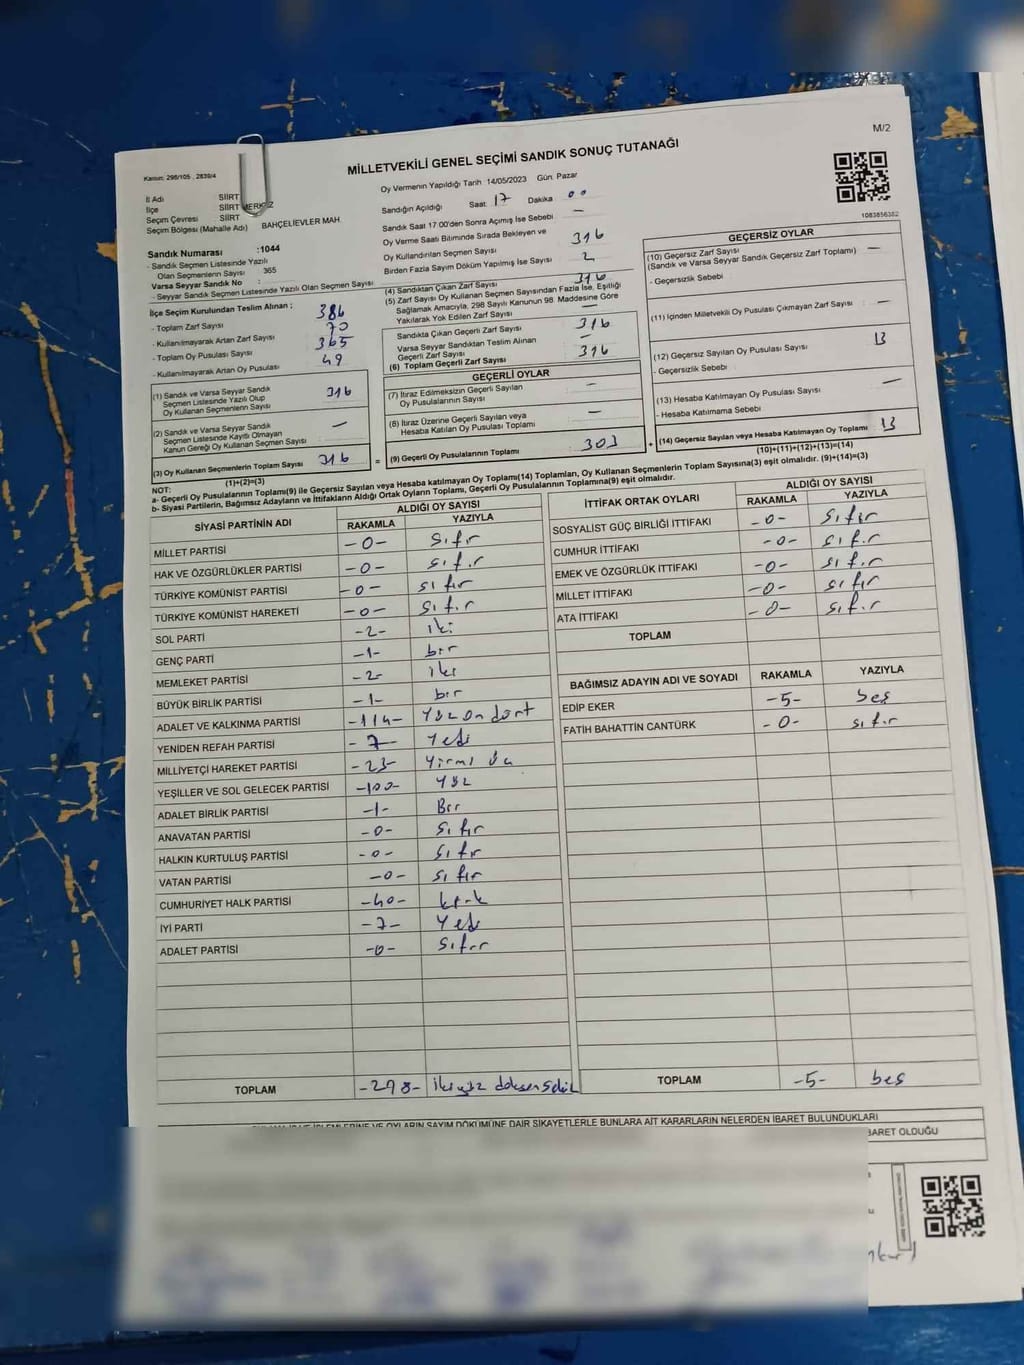 M/2
MİLLETVEKİLİ GENEL SEÇİMİ SANDIK SONUÇ TUTANAĞI
Kanun: 298/105 , 2839/4
1083856382
İl Adı SİİRT
İlçe SİİRT MERKEZ
Seçim Çevresi SİİRT
Seçim Bölgesi (Mahalle Adı) BAHÇELİEVLER MAH.
Sandık Numarası :1044
- Sandık Seçmen Listesinde Yazılı
Olan Seçmenlerin Sayısı 365
Varsa Seyyar Sandık No :
- Seyyar Sandık Seçmen Listesinde Yazılı Olan Seçmen Sayısı
İlçe Seçim Kurulundan Teslim Alınan ;
- Toplam Zarf Sayısı 386
- Kullanılmayarak Artan Zarf Sayısı 70
- Toplam Oy Pusulası Sayısı 365
- Kullanılmayarak Artan Oy Pusulası 49
(1) Sandık ve Varsa Seyyar Sandık
Seçmen Listesinde Yazılı Olup
Oy Kullanan Seçmenlerin Sayısı 316
(2) Sandık ve Varsa Seyyar Sandık
Seçmen Listesinde Kayıtlı Olmayan
Kanun Gereği Oy Kullanan Seçmen Sayısı —
(3) Oy Kullanan Seçmenlerin Toplam Sayısı 316
(1)+(2)=(3)
Oy Vermenin Yapıldığı Tarih 14/05/2023 Gün: Pazar
Sandığın Açıldığı Saat 17 Dakika 00
Sandık Saat 17:00'den Sonra Açılmış İse Sebebi —
Oy Verme Saati Bitiminde Sırada Bekleyen ve
Oy Kullandırılan Seçmen Sayısı 316
Birden Fazla Sayım Döküm Yapılmış İse Sayısı 2
(4) Sandıktan Çıkan Zarf Sayısı 316
(5) Zarf Sayısı Oy Kullanan Seçmen Sayısından Fazla İse, Eşitliği
Sağlamak Amacıyla, 298 Sayılı Kanunun 98. Maddesine Göre
Yakılarak Yok Edilen Zarf Sayısı —
Sandıkta Çıkan Geçerli Zarf Sayısı 316
Varsa Seyyar Sandıktan Teslim Alınan
Geçerli Zarf Sayısı
(6) Toplam Geçerli Zarf Sayısı 316
GEÇERLİ OYLAR
(7) İtiraz Edilmeksizin Geçerli Sayılan
Oy Pusulalarının Sayısı —
(8) İtiraz Üzerine Geçerli Sayılan veya
Hesaba Katılan Oy Pusulası Toplamı —
= (9) Geçerli Oy Pusulalarının Toplamı 303 +
GEÇERSİZ OYLAR
(10) Geçersiz Zarf Sayısı —
(Sandık ve Varsa Seyyar Sandık Geçersiz Zarf Toplamı)
- Geçersizlik Sebebi
(11) İçinden Milletvekili Oy Pusulası Çıkmayan Zarf Sayısı —
(12) Geçersiz Sayılan Oy Pusulası Sayısı 13
- Geçersizlik Sebebi
(13) Hesaba Katılmayan Oy Pusulası Sayısı —
- Hesaba Katılmama Sebebi
(14) Geçersiz Sayılan veya Hesaba Katılmayan Oy Toplamı 13
(10)+(11)+(12)+(13)=(14)
NOT:
a- Geçerli Oy Pusulalarının Toplamı(9) ile Geçersiz Sayılan veya Hesaba katılmayan Oy Toplamı(14) Toplamları, Oy Kullanan Seçmenlerin Toplam Sayısına(3) eşit olmalıdır. (9)+(14)=(3)
b- Siyasi Partilerin, Bağımsız Adayların ve İttifakların Aldığı Ortak Oyların Toplamı, Geçerli Oy Pusulalarının Toplamına(9) eşit olmalıdır.
SİYASİ PARTİNİN ADI ALDIĞI OY SAYISI
RAKAMLA YAZIYLA
MİLLET PARTİSİ -0- sıfır
HAK VE ÖZGÜRLÜKLER PARTİSİ -0- sıfır
TÜRKİYE KOMÜNİST PARTİSİ -0- sıfır
TÜRKİYE KOMÜNİST HAREKETİ -0- sıfır
SOL PARTİ -2- iki
GENÇ PARTİ -1- bir
MEMLEKET PARTİSİ -2- iki
BÜYÜK BİRLİK PARTİSİ -1- bir
ADALET VE KALKINMA PARTİSİ -114- yüz on dört
YENİDEN REFAH PARTİSİ -7- yedi
MİLLİYETÇİ HAREKET PARTİSİ -23- yirmi üç
YEŞİLLER VE SOL GELECEK PARTİSİ -100- yüz
ADALET BİRLİK PARTİSİ -1- Bir
ANAVATAN PARTİSİ -0- sıfır
HALKIN KURTULUŞ PARTİSİ -0- sıfır
VATAN PARTİSİ -0- sıfır
CUMHURİYET HALK PARTİSİ -40- kırk
İYİ PARTİ -7- yedi
ADALET PARTİSİ -0- sıfır
TOPLAM -298- ikiyüz doksan sekiz
İTTİFAK ORTAK OYLARI ALDIĞI OY SAYISI
RAKAMLA YAZIYLA
SOSYALİST GÜÇ BİRLİĞİ İTTİFAKI -0- sıfır
CUMHUR İTTİFAKI -0- sıfır
EMEK VE ÖZGÜRLÜK İTTİFAKI -0- sıfır
MİLLET İTTİFAKI -0- sıfır
ATA İTTİFAKI -0- sıfır
TOPLAM
BAĞIMSIZ ADAYIN ADI VE SOYADI RAKAMLA YAZIYLA
EDİP EKER -5- beş
FATİH BAHATTİN CANTÜRK -0- sıfır
TOPLAM -5- beş
OYLARIN SAYIM DÖKÜMÜNE DAİR ŞİKAYETLERLE BUNLARA AİT KARARLARIN NELERDEN İBARET BULUNDUKLARI
BARET OLDUĞU